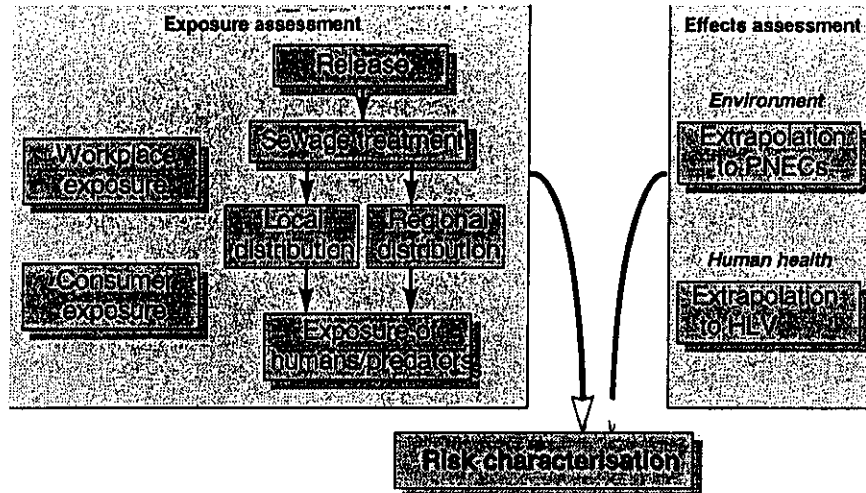 Exposure assessment
Release
Sewage treatment
Workplace
exposure
Local
distribution
Regional
distribution
Consumer
exposure
Exposure of
humans/predators
Effects assessment
Environment
Extrapolation
to PNECs
Human health
Extrapolation
to HLV
Risk characterisation